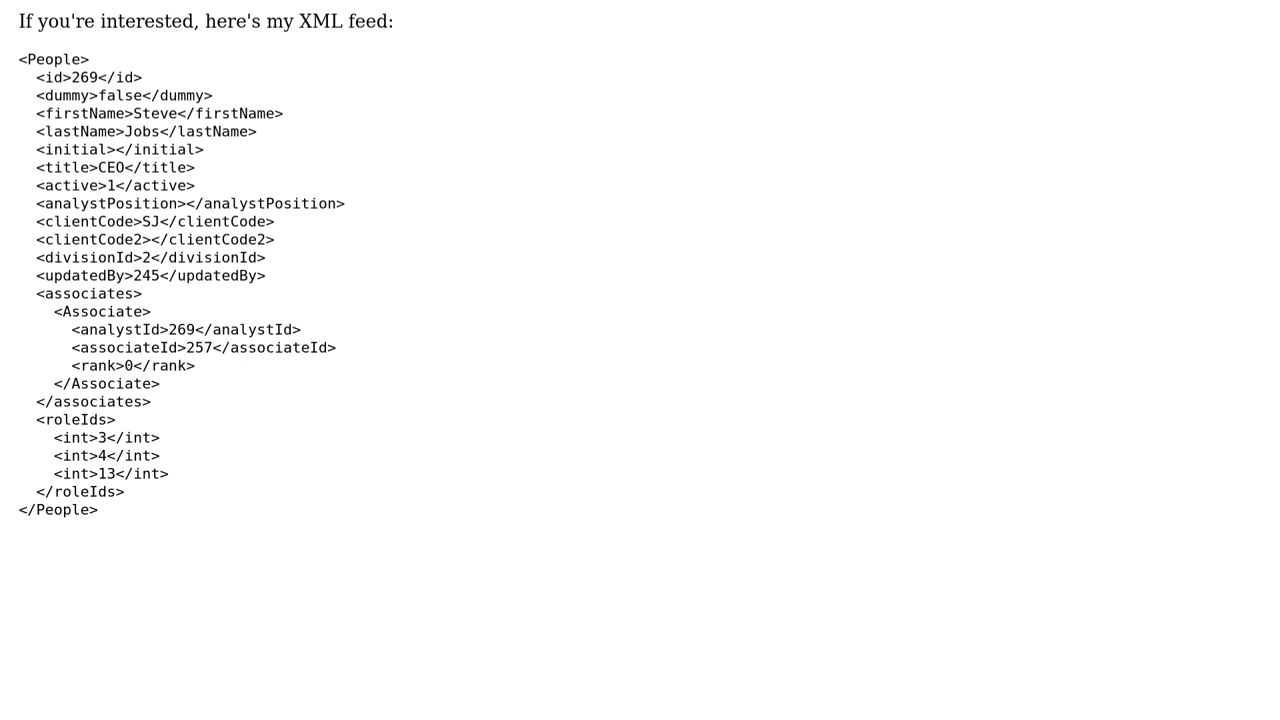 If you're interested, here's my XML feed:
<People>
  <id>269</id>
  <dummy>false</dummy>
  <firstName>Steve</firstName>
  <lastName>Jobs</lastName>
  <initial></initial>
  <title>CEO</title>
  <active>1</active>
  <analystPosition></analystPosition>
  <clientCode>SJ</clientCode>
  <clientCode2></clientCode2>
  <divisionId>2</divisionId>
  <updatedBy>245</updatedBy>
  <associates>
    <Associate>
      <analystId>269</analystId>
      <associateId>257</associateId>
      <rank>0</rank>
    </Associate>
  </associates>
  <roleIds>
    <int>3</int>
    <int>4</int>
    <int>13</int>
  </roleIds>
</People>